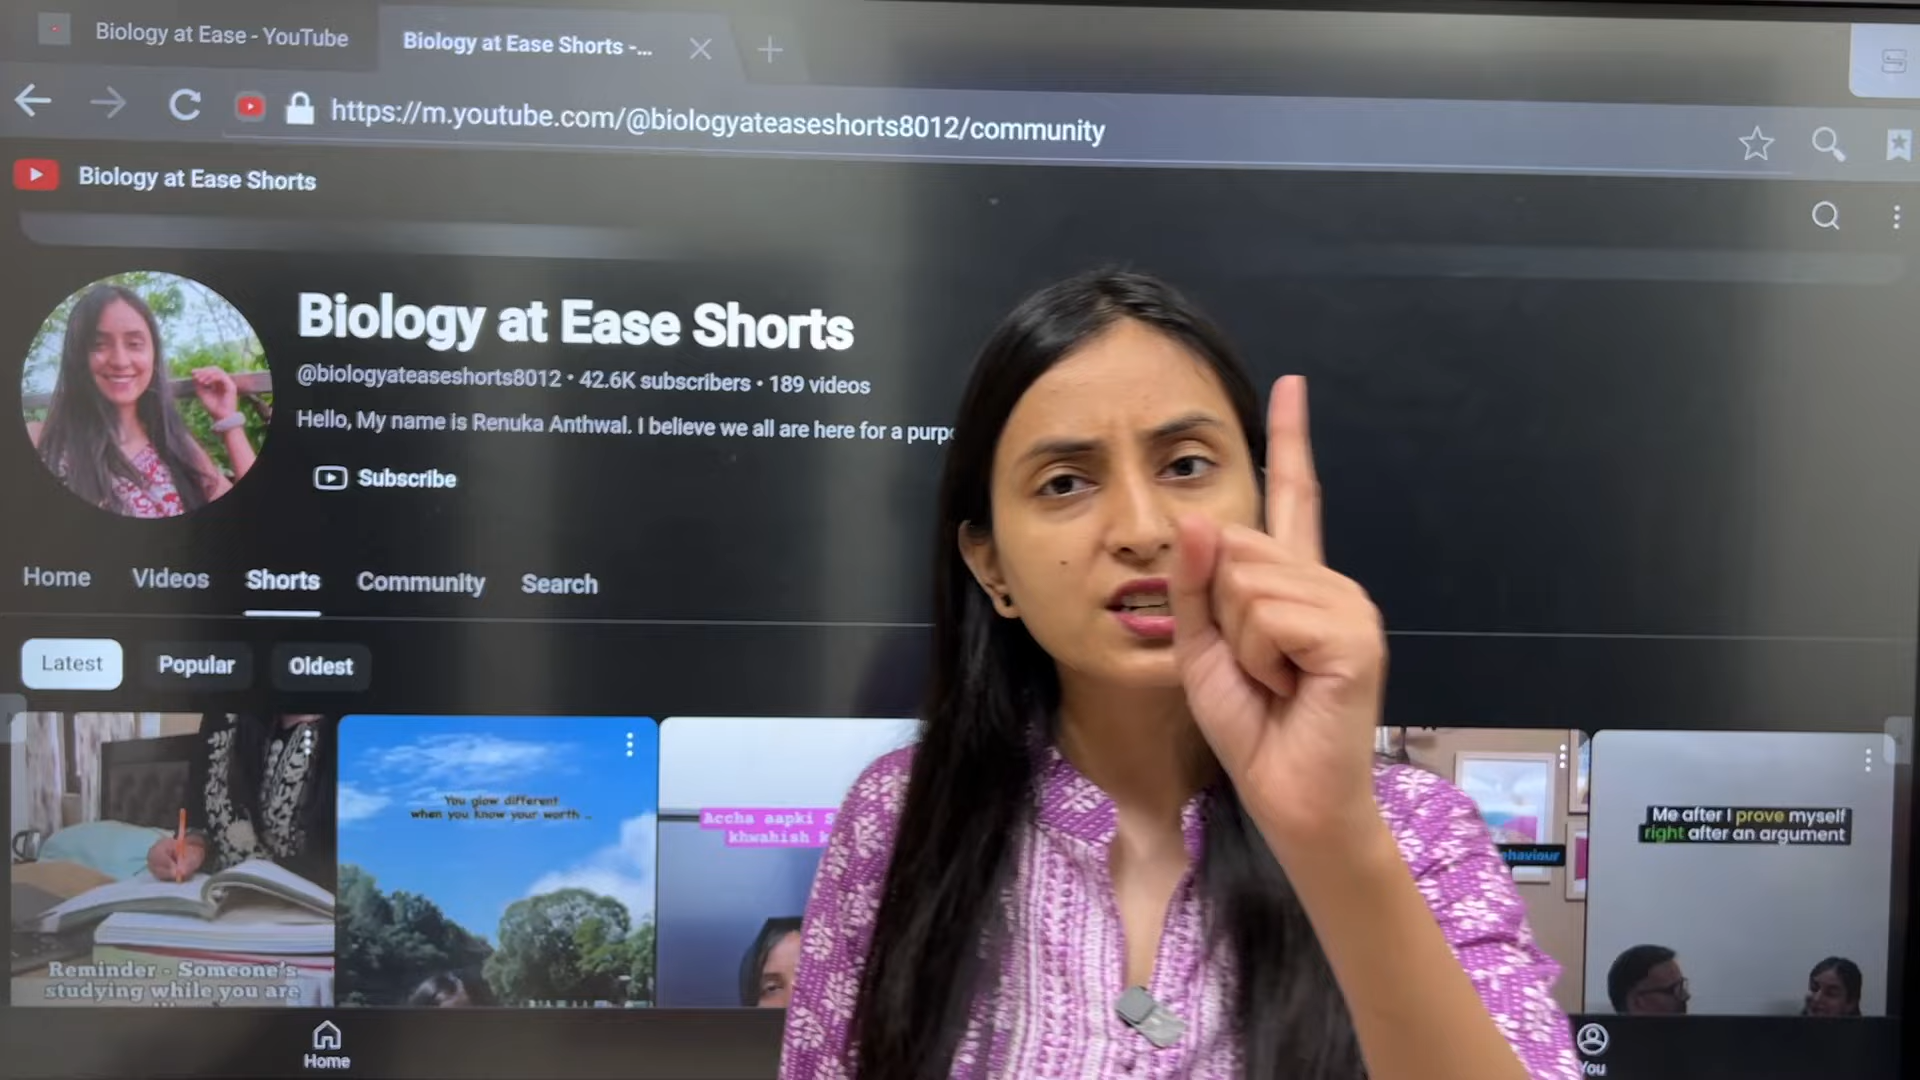 Biology at Ease - YouTube
Biology at Ease Shorts -...
https://m.youtube.com/@biologyateaseshorts8012/community
Biology at Ease Shorts
Biology at Ease Shorts
@biologyateaseshorts8012 • 42.6K subscribers • 189 videos
Hello, My name is Renuka Anthwal. I believe we all are here for a purpo
Subscribe
Home Videos Shorts Community Search
Latest Popular Oldest
You glow different
when you know your worth ..
Accha aapki S
khwahish k
ehaviour
Me after I prove myself
right after an argument
Reminder - Someone's
studying while you are
Home
You